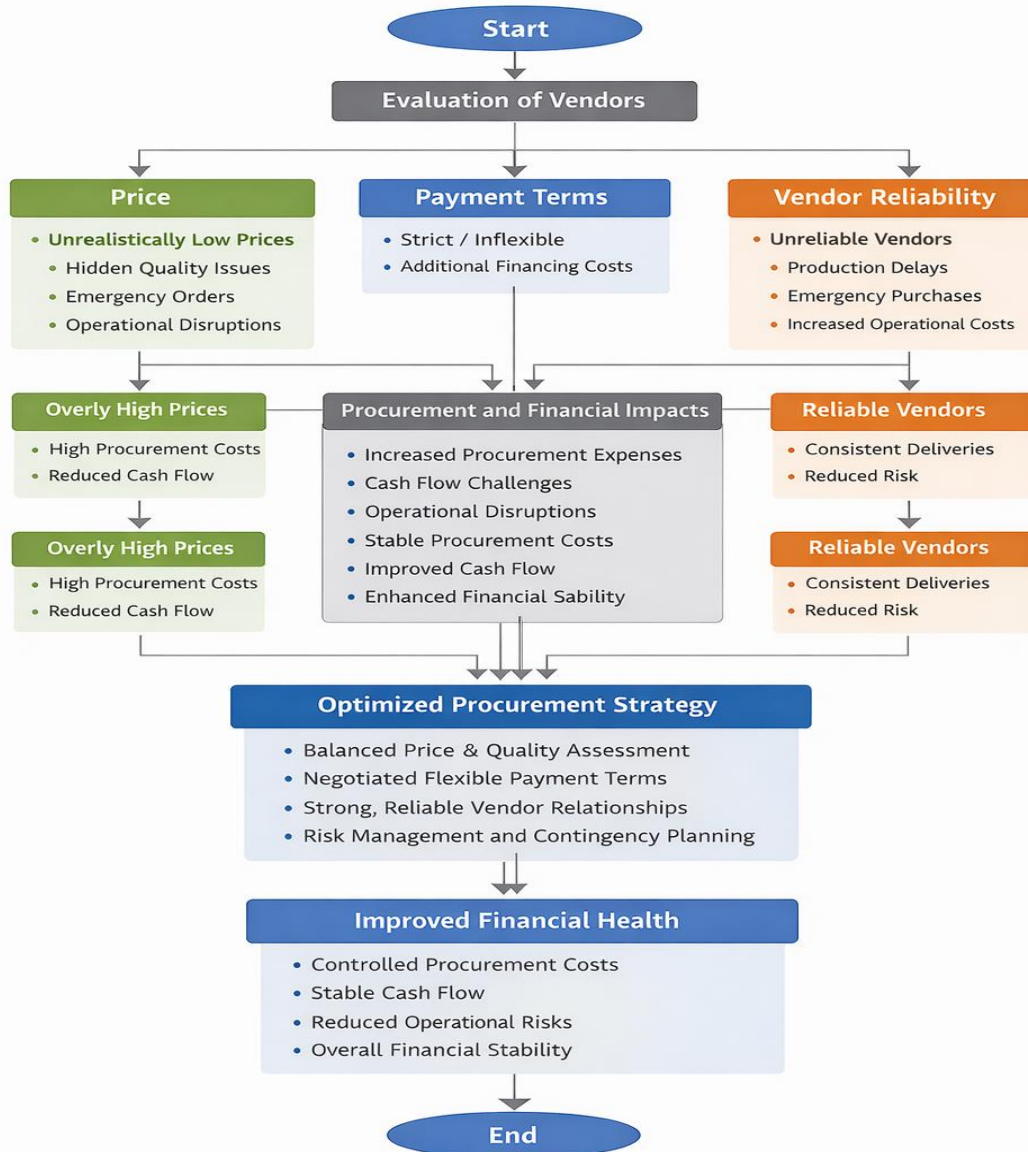 Start
Evaluation of Vendors
Price
• Unrealistically Low Prices
• Hidden Quality Issues
• Emergency Orders
• Operational Disruptions
Payment Terms
• Strict / Inflexible
• Additional Financing Costs
Vendor Reliability
• Unreliable Vendors
• Production Delays
• Emergency Purchases
• Increased Operational Costs
Overly High Prices
• High Procurement Costs
• Reduced Cash Flow
Procurement and Financial Impacts
• Increased Procurement Expenses
• Cash Flow Challenges
• Operational Disruptions
• Stable Procurement Costs
• Improved Cash Flow
• Enhanced Financial Sability
Reliable Vendors
• Consistent Deliveries
• Reduced Risk
Overly High Prices
• High Procurement Costs
• Reduced Cash Flow
Reliable Vendors
• Consistent Deliveries
• Reduced Risk
Optimized Procurement Strategy
• Balanced Price & Quality Assessment
• Negotiated Flexible Payment Terms
• Strong, Reliable Vendor Relationships
• Risk Management and Contingency Planning
Improved Financial Health
• Controlled Procurement Costs
• Stable Cash Flow
• Reduced Operational Risks
• Overall Financial Stability
End